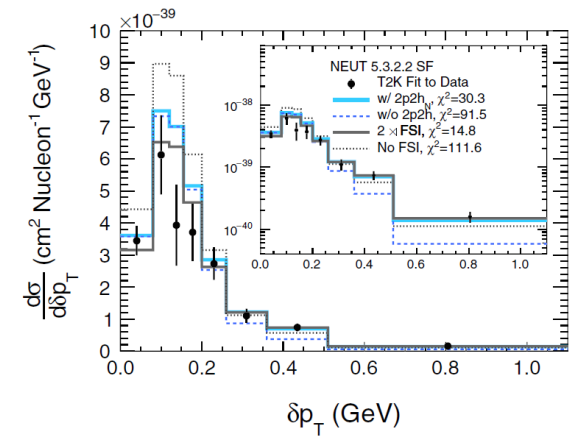 ×10⁻³⁹
10
9
8
7
6
5
4
3
2
1
0
dσ/dδp_T (cm² Nucleon⁻¹ GeV⁻¹)
NEUT 5.3.2.2 SF
T2K Fit to Data
w/ 2p2h_N, χ²=30.3
w/o 2p2h, χ²=91.5
2 × FSI, χ²=14.8
No FSI, χ²=111.6
10⁻³⁸
10⁻³⁹
10⁻⁴⁰
0.0 0.2 0.4 0.6 0.8 1.0
0.0 0.2 0.4 0.6 0.8 1.0
δp_T (GeV)